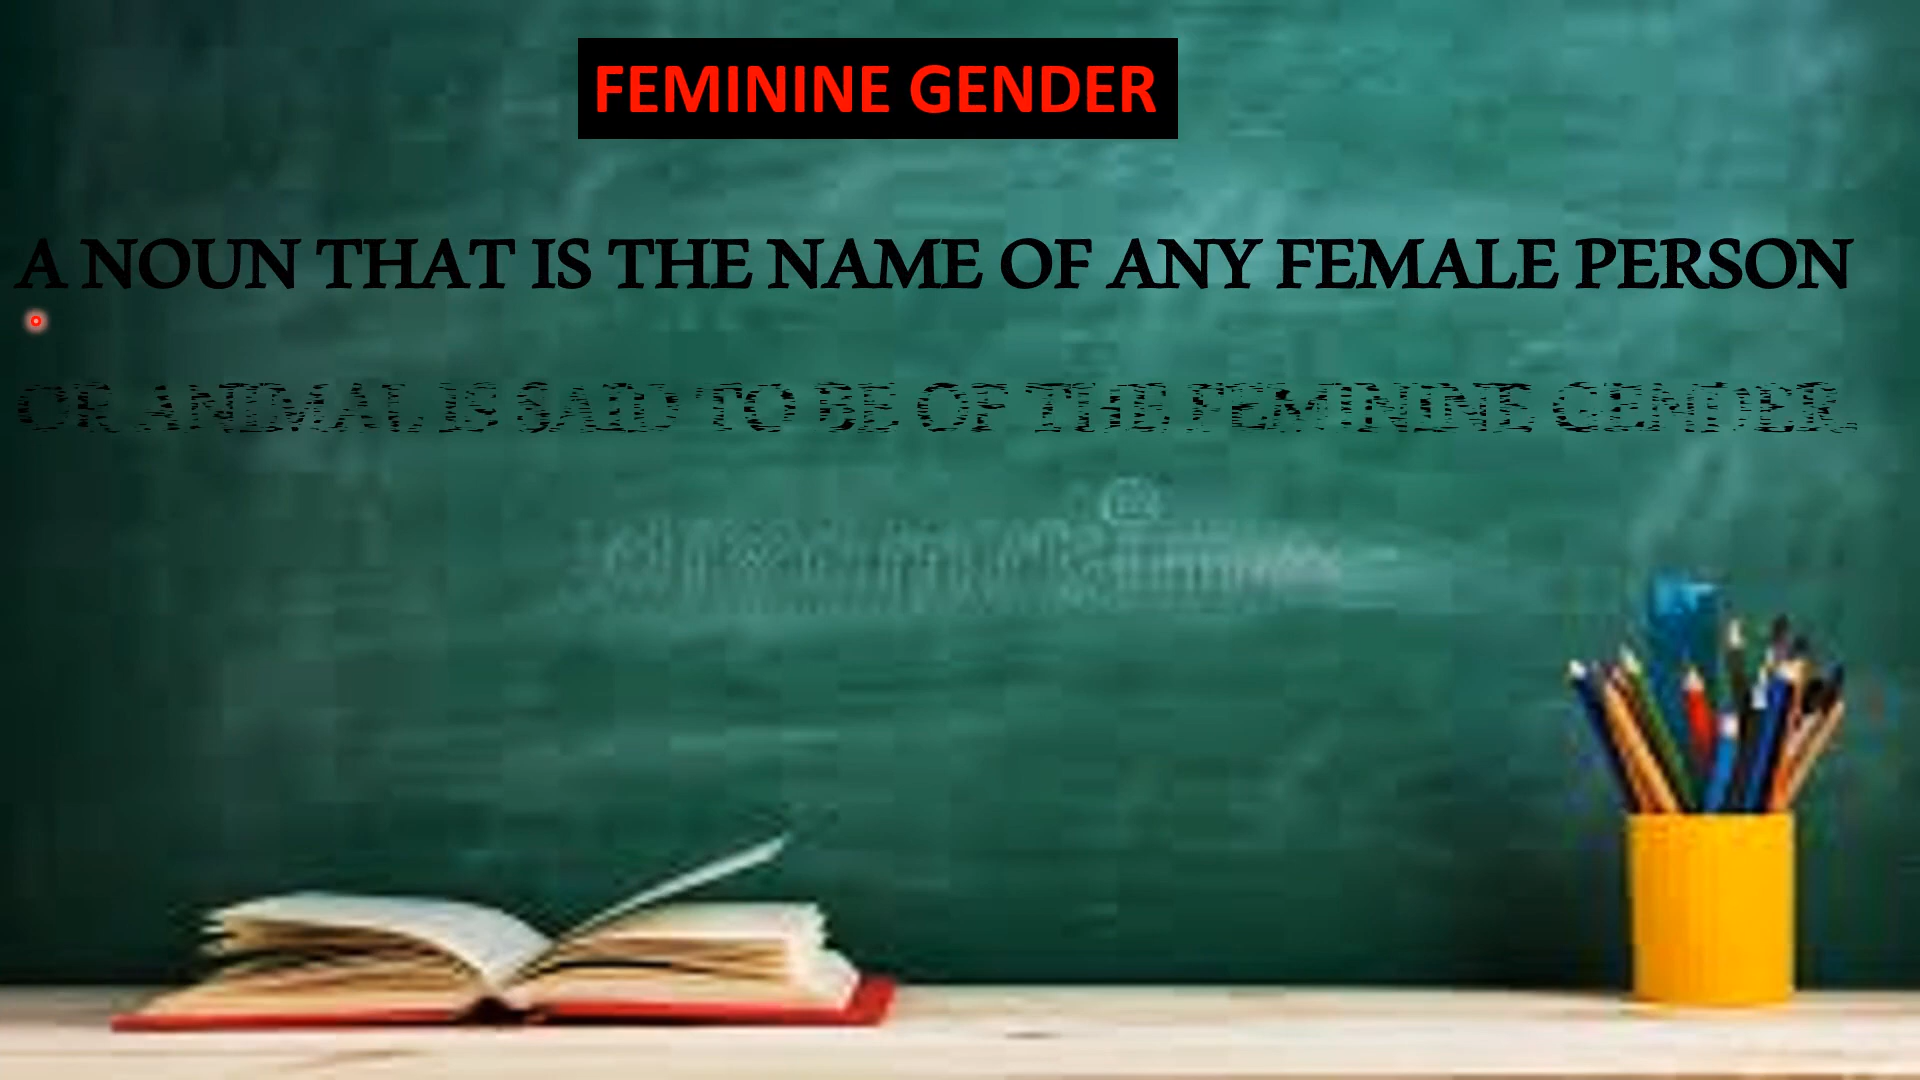 FEMININE GENDER
A NOUN THAT IS THE NAME OF ANY FEMALE PERSON
OR ANIMAL IS SAID TO BE OF THE FEMININE GENDER.